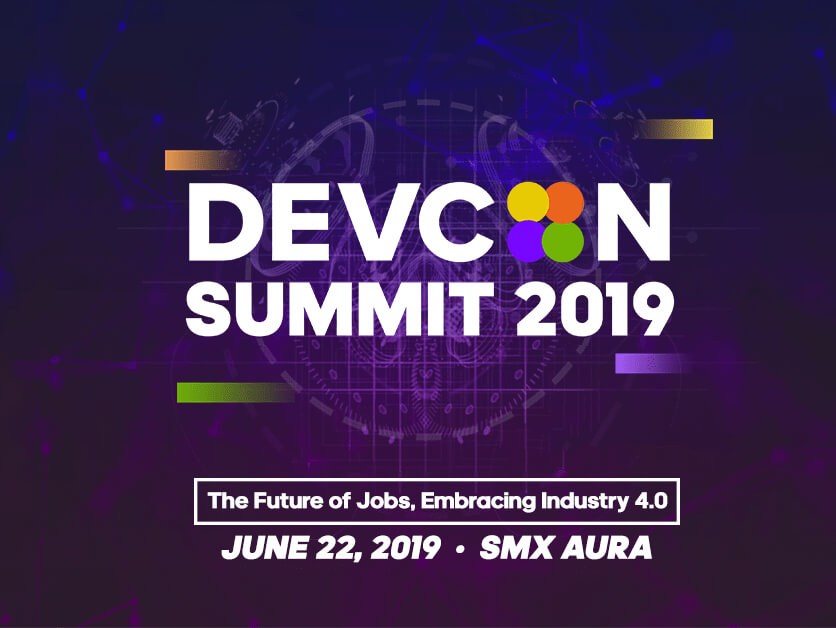 DEVCON
SUMMIT 2019
The Future of Jobs, Embracing Industry 4.0
JUNE 22, 2019 • SMX AURA